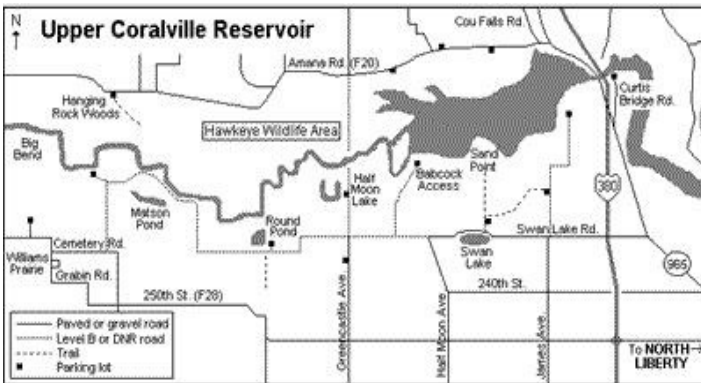 N
Upper Coralville Reservoir
Cou Falls Rd.
Amana Rd. (F20)
Hanging
Rock Woods
Curtis
Bridge Rd.
Hawkeye Wildlife Area
Big
Bend
Sand
Point
Half
Moon
Lake
Babcock
Access
380
Matson
Pond
Round
Pond
Swan Lake Rd.
Cemetery Rd.
Williams
Prairie
Swan
Lake
965
Grabin Rd.
250th St. (F28)
240th St.
Greencastle Ave
Half Moon Ave
James Ave
Paved or gravel road
Level B or DNR road
Trail
Parking lot
To NORTH
LIBERTY